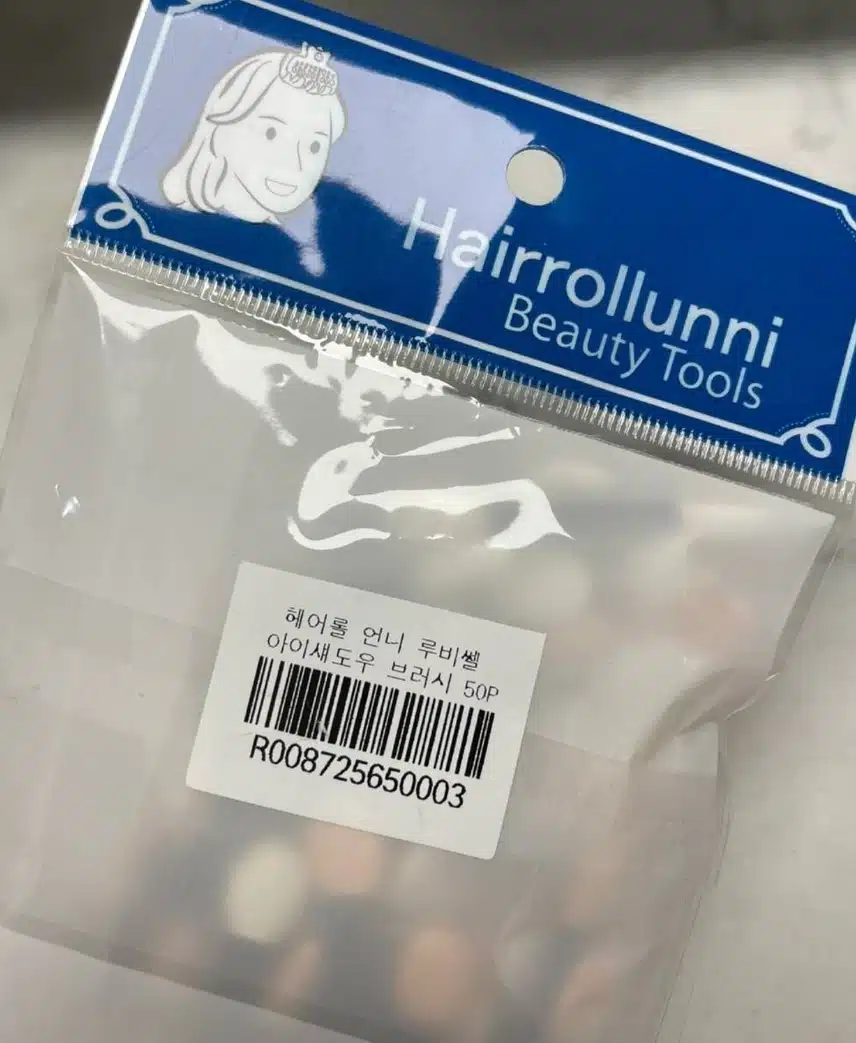 Hairrollunni
Beauty Tools
헤어롤 언니 루비쎌
아이섀도우 브러시 50P
R008725650003